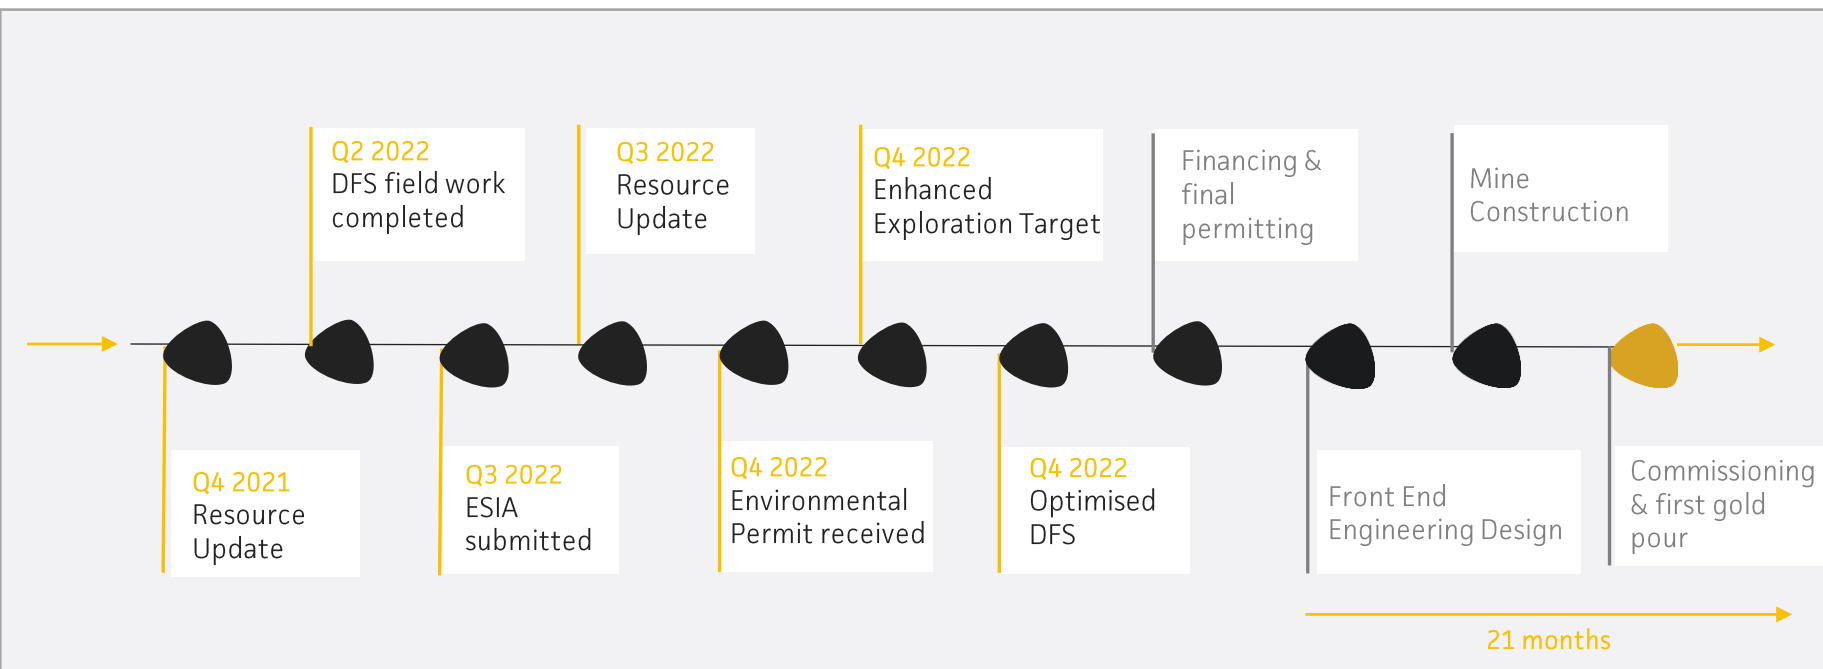 Q2 2022
DFS field work
completed
Q3 2022
Resource
Update
Q4 2022
Enhanced
Exploration Target
Financing &
final
permitting
Mine
Construction
Q4 2021
Resource
Update
Q3 2022
ESIA
submitted
Q4 2022
Environmental
Permit received
Q4 2022
Optimised
DFS
Front End
Engineering Design
Commissioning
& first gold
pour
21 months